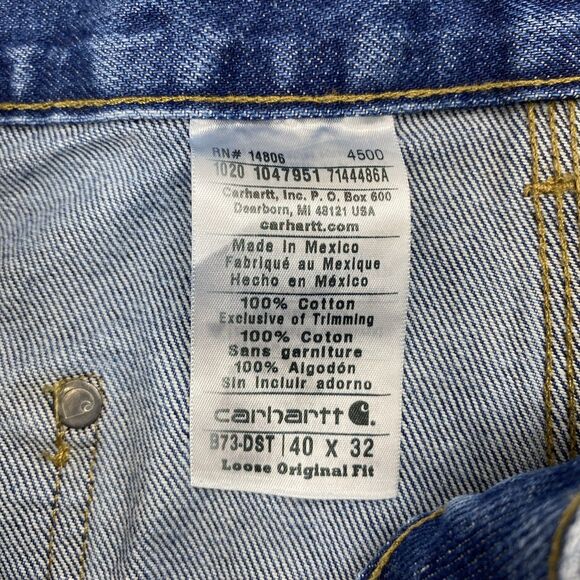 RN# 14806 4500
1020 1047951 7144486A
Carhartt, Inc. P. O. Box 600
Dearborn, MI 48121 USA
carhartt.com
Made in Mexico
Fabriqué au Mexique
Hecho en México
100% Cotton
Exclusive of Trimming
100% Coton
Sans garniture
100% Algodón
Sin incluir adorno
carhartt
B73-DST 40 X 32
Loose Original Fit